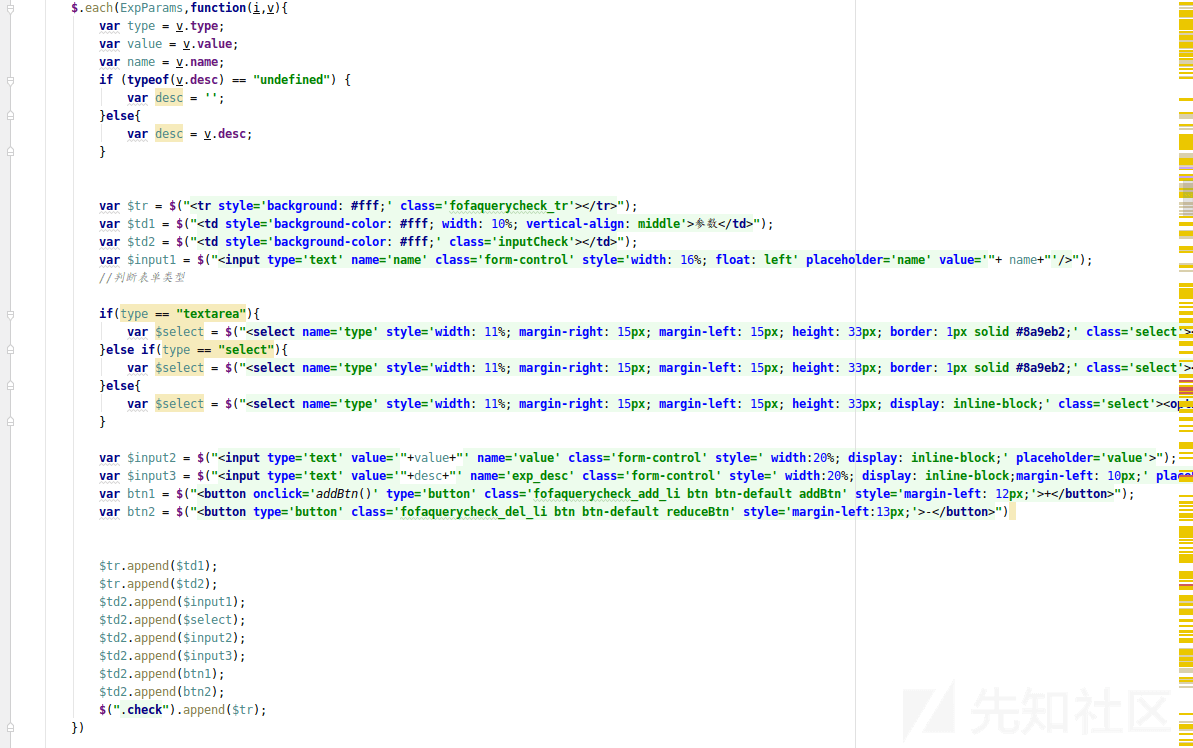 $.each(ExpParams,function(i,v){
var type = v.type;
var value = v.value;
var name = v.name;
if (typeof(v.desc) == "undefined") {
var desc = '';
}else{
var desc = v.desc;
}
var $tr = $("<tr style='background: #fff;' class='fofaquerycheck_tr'></tr>");
var $td1 = $("<td style='background-color: #fff; width: 10%; vertical-align: middle'>参数</td>");
var $td2 = $("<td style='background-color: #fff;' class='inputCheck'></td>");
var $input1 = $("<input type='text' name='name' class='form-control' style='width: 16%; float: left' placeholder='name' value='"+ name+"'/>");
//判断表单类型
if(type == "textarea"){
var $select = $("<select name='type' style='width: 11%; margin-right: 15px; margin-left: 15px; height: 33px; border: 1px solid #8a9eb2;' class='select'>
}else if(type == "select"){
var $select = $("<select name='type' style='width: 11%; margin-right: 15px; margin-left: 15px; height: 33px; border: 1px solid #8a9eb2;' class='select'>
}else{
var $select = $("<select name='type' style='width: 11%; margin-right: 15px; margin-left: 15px; height: 33px; display: inline-block;' class='select'><opt
}
var $input2 = $("<input type='text' value='"+value+"' name='value' class='form-control' style=' width:20%; display: inline-block;' placeholder='value'>");
var $input3 = $("<input type='text' value='"+desc+"' name='exp_desc' class='form-control' style=' width:20%; display: inline-block;margin-left: 10px;' plac
var btn1 = $("<button onclick='addBtn()' type='button' class='fofaquerycheck_add_li btn btn-default addBtn' style='margin-left: 12px;'>+</button>");
var btn2 = $("<button type='button' class='fofaquerycheck_del_li btn btn-default reduceBtn' style='margin-left:13px;'>-</button>")
$tr.append($td1);
$tr.append($td2);
$td2.append($input1);
$td2.append($select);
$td2.append($input2);
$td2.append($input3);
$td2.append(btn1);
$td2.append(btn2);
$(".check").append($tr);
})
先知社区